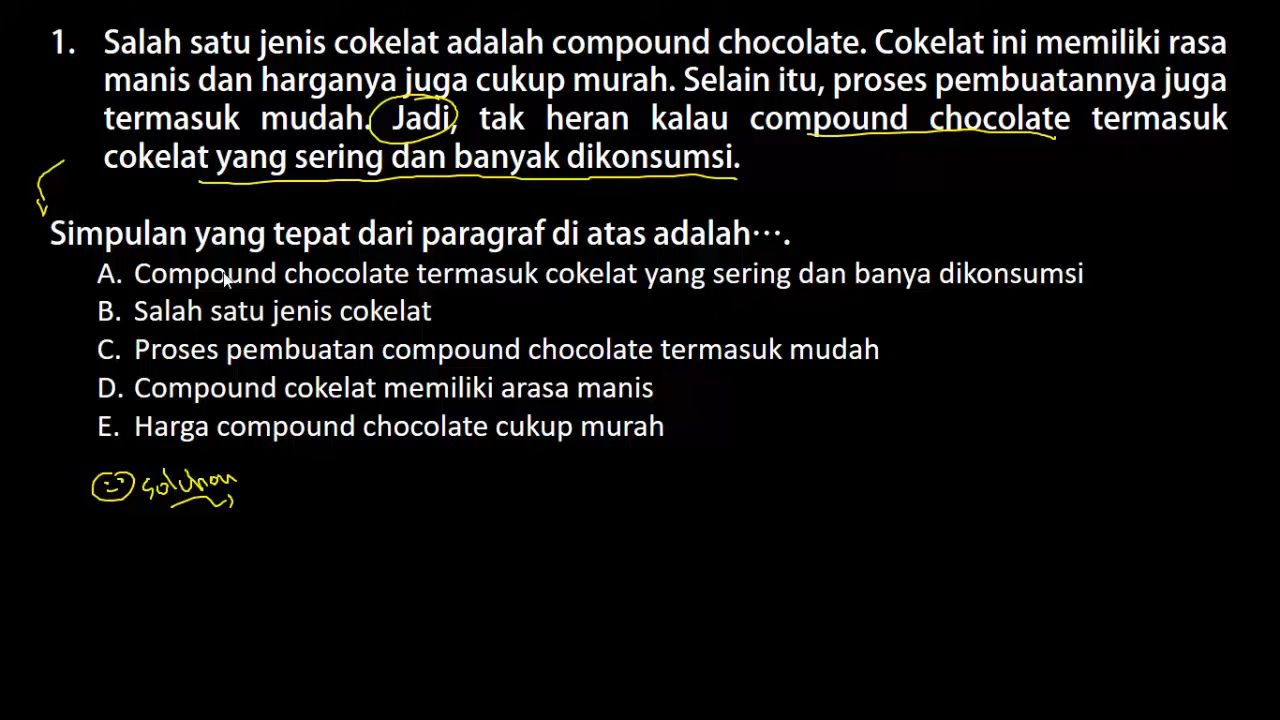 1. Salah satu jenis cokelat adalah compound chocolate. Cokelat ini memiliki rasa
manis dan harganya juga cukup murah. Selain itu, proses pembuatannya juga
termasuk mudah. Jadi, tak heran kalau compound chocolate termasuk
cokelat yang sering dan banyak dikonsumsi.
Simpulan yang tepat dari paragraf di atas adalah….
A. Compound chocolate termasuk cokelat yang sering dan banya dikonsumsi
B. Salah satu jenis cokelat
C. Proses pembuatan compound chocolate termasuk mudah
D. Compound cokelat memiliki arasa manis
E. Harga compound chocolate cukup murah
solution